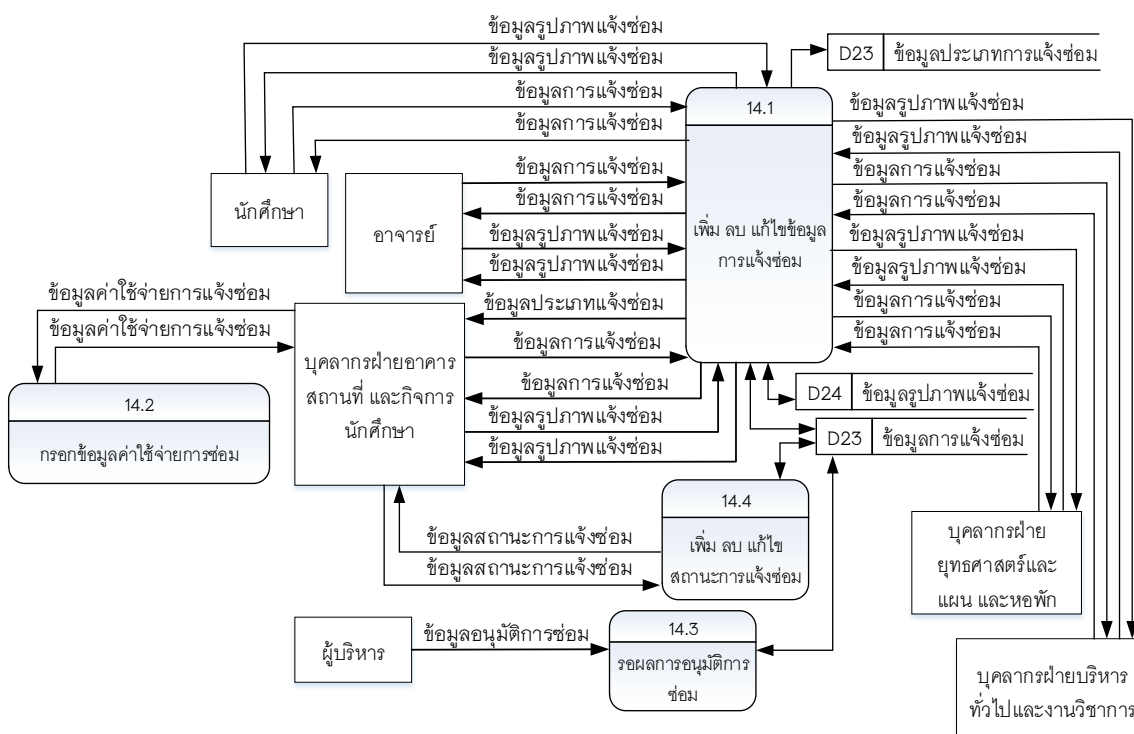 ข้อมูลรูปภาพแจ้งซ่อม
ข้อมูลรูปภาพแจ้งซ่อม
ข้อมูลการแจ้งซ่อม
ข้อมูลการแจ้งซ่อม
D23 ข้อมูลประเภทการแจ้งซ่อม
14.1
เพิ่ม ลบ แก้ไขข้อมูล
การแจ้งซ่อม
ข้อมูลรูปภาพแจ้งซ่อม
ข้อมูลรูปภาพแจ้งซ่อม
ข้อมูลการแจ้งซ่อม
ข้อมูลการแจ้งซ่อม
ข้อมูลรูปภาพแจ้งซ่อม
ข้อมูลรูปภาพแจ้งซ่อม
ข้อมูลการแจ้งซ่อม
ข้อมูลการแจ้งซ่อม
นักศึกษา
อาจารย์
ข้อมูลการแจ้งซ่อม
ข้อมูลการแจ้งซ่อม
ข้อมูลรูปภาพแจ้งซ่อม
ข้อมูลรูปภาพแจ้งซ่อม
ข้อมูลประเภทแจ้งซ่อม
ข้อมูลการแจ้งซ่อม
ข้อมูลการแจ้งซ่อม
ข้อมูลรูปภาพแจ้งซ่อม
ข้อมูลรูปภาพแจ้งซ่อม
ข้อมูลค่าใช้จ่ายการแจ้งซ่อม
ข้อมูลค่าใช้จ่ายการแจ้งซ่อม
บุคลากรฝ่ายอาคาร
สถานที่ และกิจการ
นักศึกษา
14.2
กรอกข้อมูลค่าใช้จ่ายการซ่อม
D24 ข้อมูลรูปภาพแจ้งซ่อม
D23 ข้อมูลการแจ้งซ่อม
14.4
เพิ่ม ลบ แก้ไข
สถานะการแจ้งซ่อม
ข้อมูลสถานะการแจ้งซ่อม
ข้อมูลสถานะการแจ้งซ่อม
บุคลากรฝ่าย
ยุทธศาสตร์และ
แผน และหอพัก
ผู้บริหาร
ข้อมูลอนุมัติการซ่อม
14.3
รอผลการอนุมัติการ
ซ่อม
บุคลากรฝ่ายบริหาร
ทั่วไปและงานวิชาการ